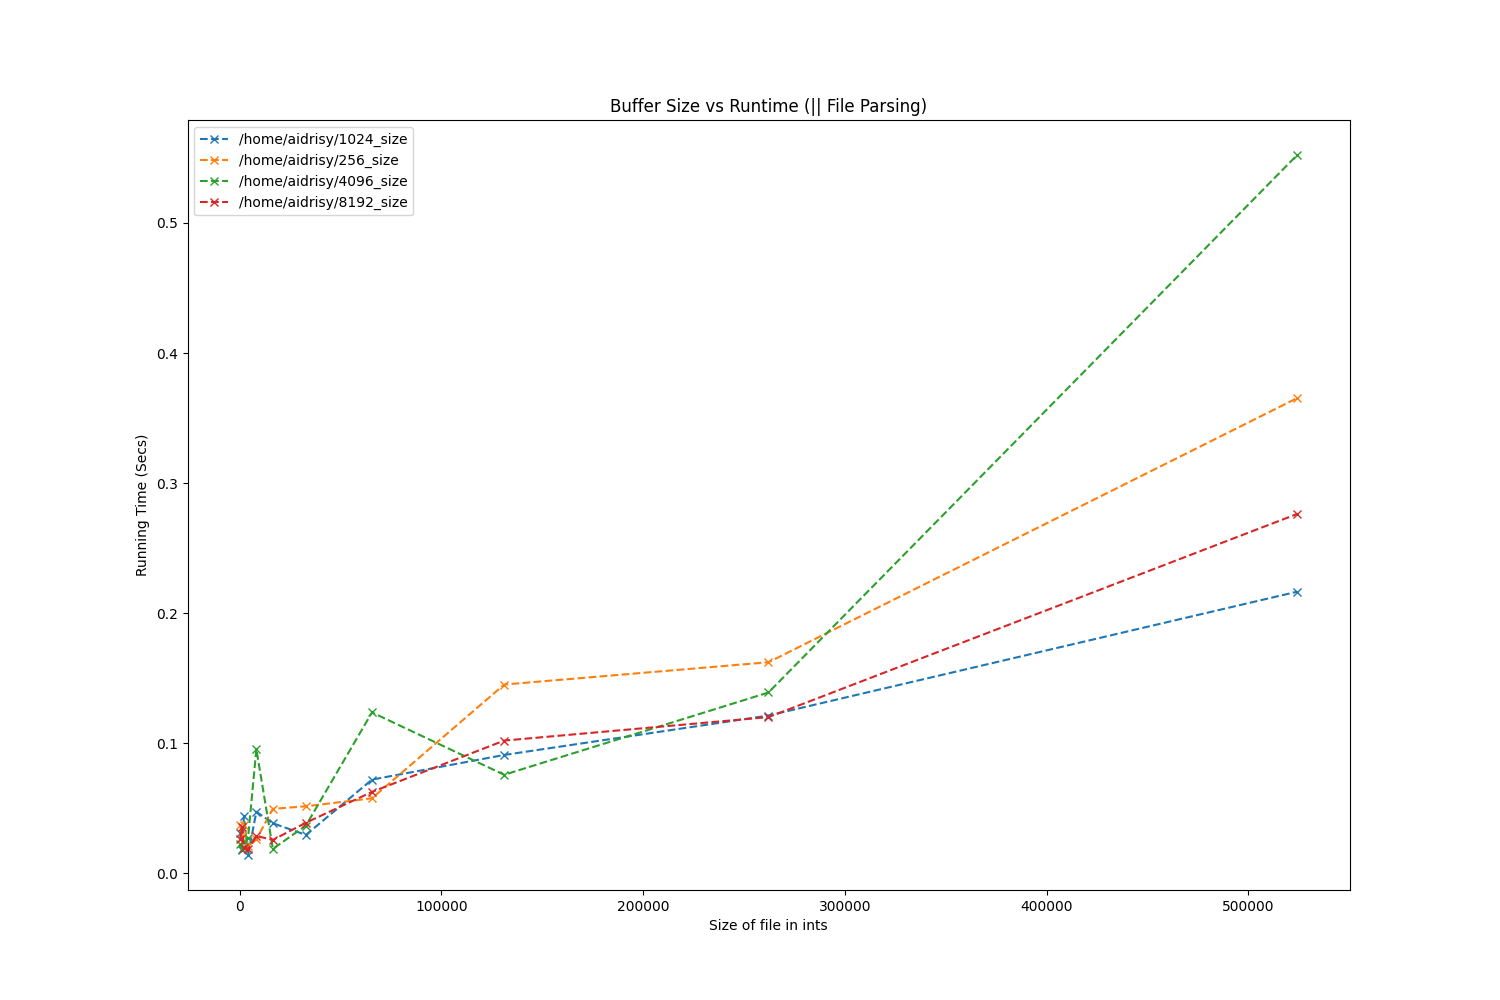 Buffer Size vs Runtime (|| File Parsing)
/home/aidrisy/1024_size
/home/aidrisy/256_size
/home/aidrisy/4096_size
/home/aidrisy/8192_size
Running Time (Secs)
0.5
0.4
0.3
0.2
0.1
0.0
0 100000 200000 300000 400000 500000
Size of file in ints